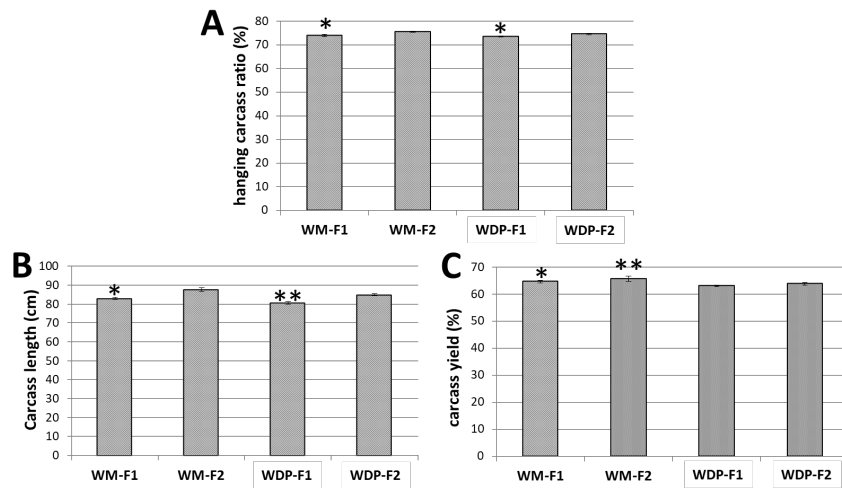 A
hanging carcass ratio (%)
80
70
60
50
40
30
20
10
0
*
*
WM-F1
WM-F2
WDP-F1
WDP-F2
B
Carcass length (cm)
100
90
80
70
60
50
40
30
20
10
0
*
**
WM-F1
WM-F2
WDP-F1
WDP-F2
C
carcass yield (%)
70
60
50
40
30
20
10
0
*
**
WM-F1
WM-F2
WDP-F1
WDP-F2